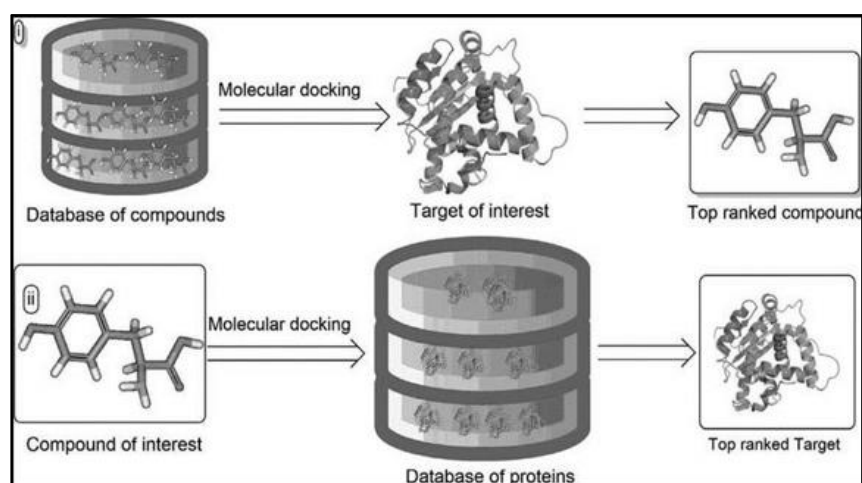 i
Molecular docking
Database of compounds
Target of interest
Top ranked compound
ii
Molecular docking
Compound of interest
Database of proteins
Top ranked Target